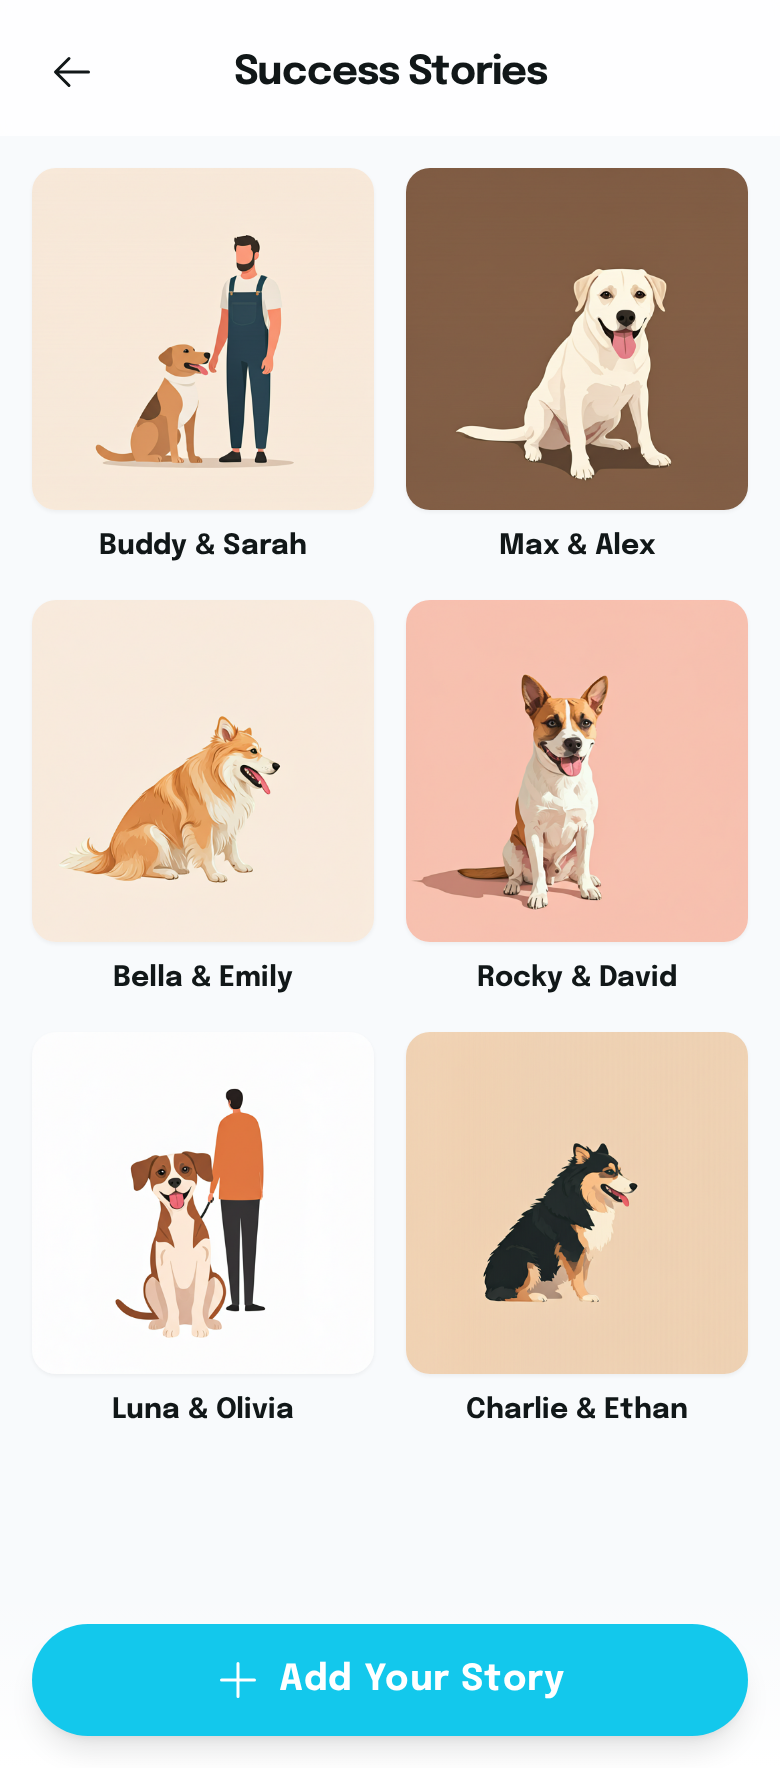 Success Stories
Buddy & Sarah
Max & Alex
Bella & Emily
Rocky & David
Luna & Olivia
Charlie & Ethan
Add Your Story